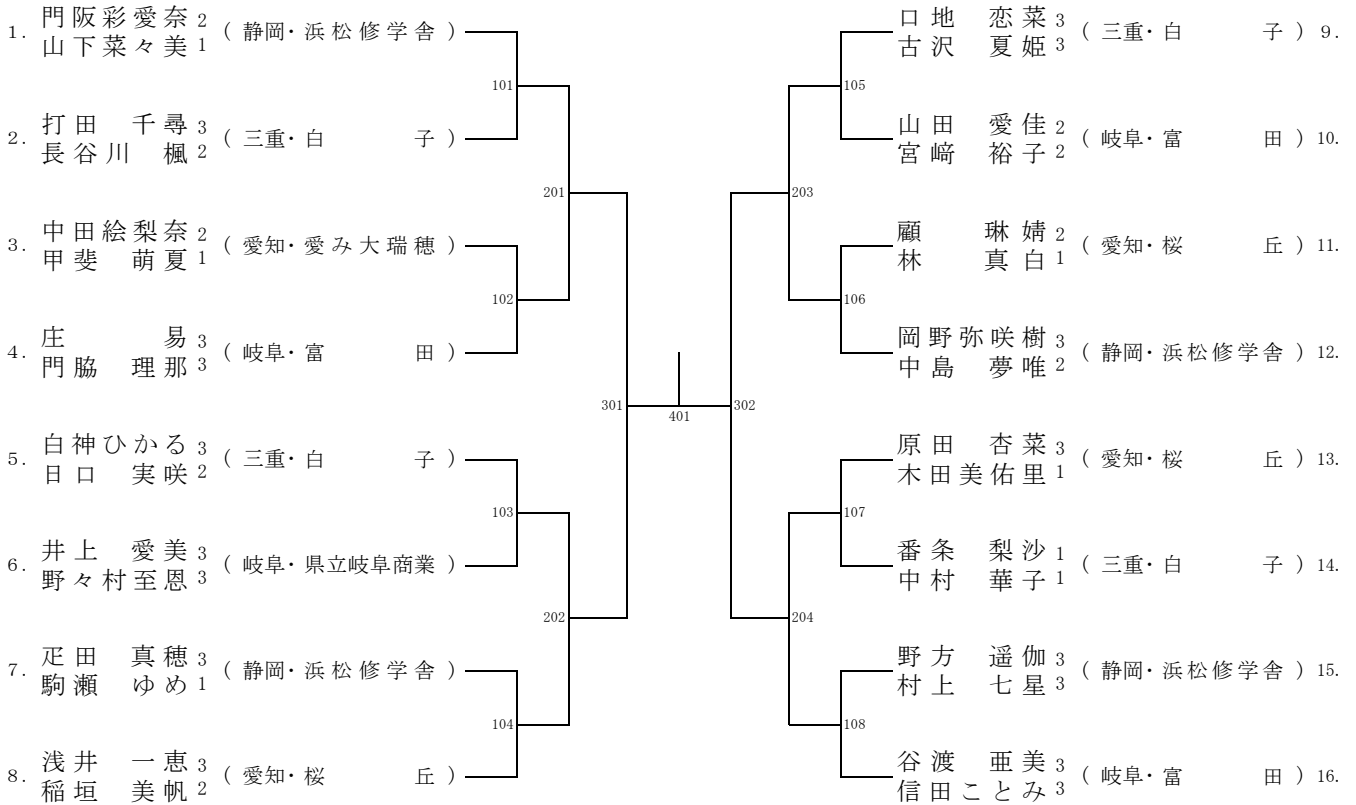 1. 門阪彩愛奈 2 ( 静岡・浜松修学舎 )
山下菜々美 1
2. 打田 千尋 3 ( 三重・白 子 )
長谷川 楓 2
3. 中田絵梨奈 2 ( 愛知・愛み大瑞穂 )
甲斐 萌夏 1
4. 庄 易 3 ( 岐阜・富 田 )
門脇 理那 3
5. 白神ひかる 3 ( 三重・白 子 )
日口 実咲 2
6. 井上 愛美 3 ( 岐阜・県立岐阜商業 )
野々村至恩 3
7. 疋田 真穂 3 ( 静岡・浜松修学舎 )
駒瀬 ゆめ 1
8. 浅井 一恵 3 ( 愛知・桜 丘 )
稲垣 美帆 2
101
102
103
104
201
202
301
401
302
203
204
105
106
107
108
口地 恋菜 3 ( 三重・白 子 ) 9.
古沢 夏姫 3
山田 愛佳 2 ( 岐阜・富 田 ) 10.
宮﨑 裕子 2
顧 琳婧 2 ( 愛知・桜 丘 ) 11.
林 真白 1
岡野弥咲樹 3 ( 静岡・浜松修学舎 ) 12.
中島 夢唯 2
原田 杏菜 3 ( 愛知・桜 丘 ) 13.
木田美佑里 1
番条 梨沙 1 ( 三重・白 子 ) 14.
中村 華子 1
野方 遥伽 3 ( 静岡・浜松修学舎 ) 15.
村上 七星 3
谷渡 亜美 3 ( 岐阜・富 田 ) 16.
信田ことみ 3